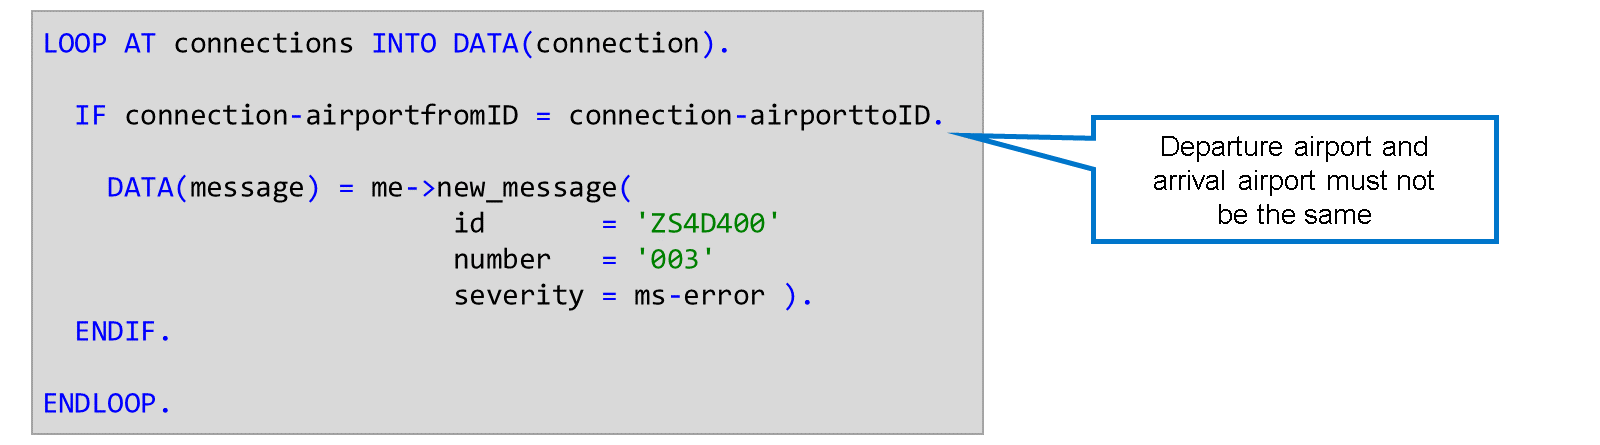 LOOP AT connections INTO DATA(connection).
IF connection-airportfromID = connection-airporttoID.
DATA(message) = me->new_message(
id = 'ZS4D400'
number = '003'
severity = ms-error ).
ENDIF.
ENDLOOP.
Departure airport and
arrival airport must not
be the same